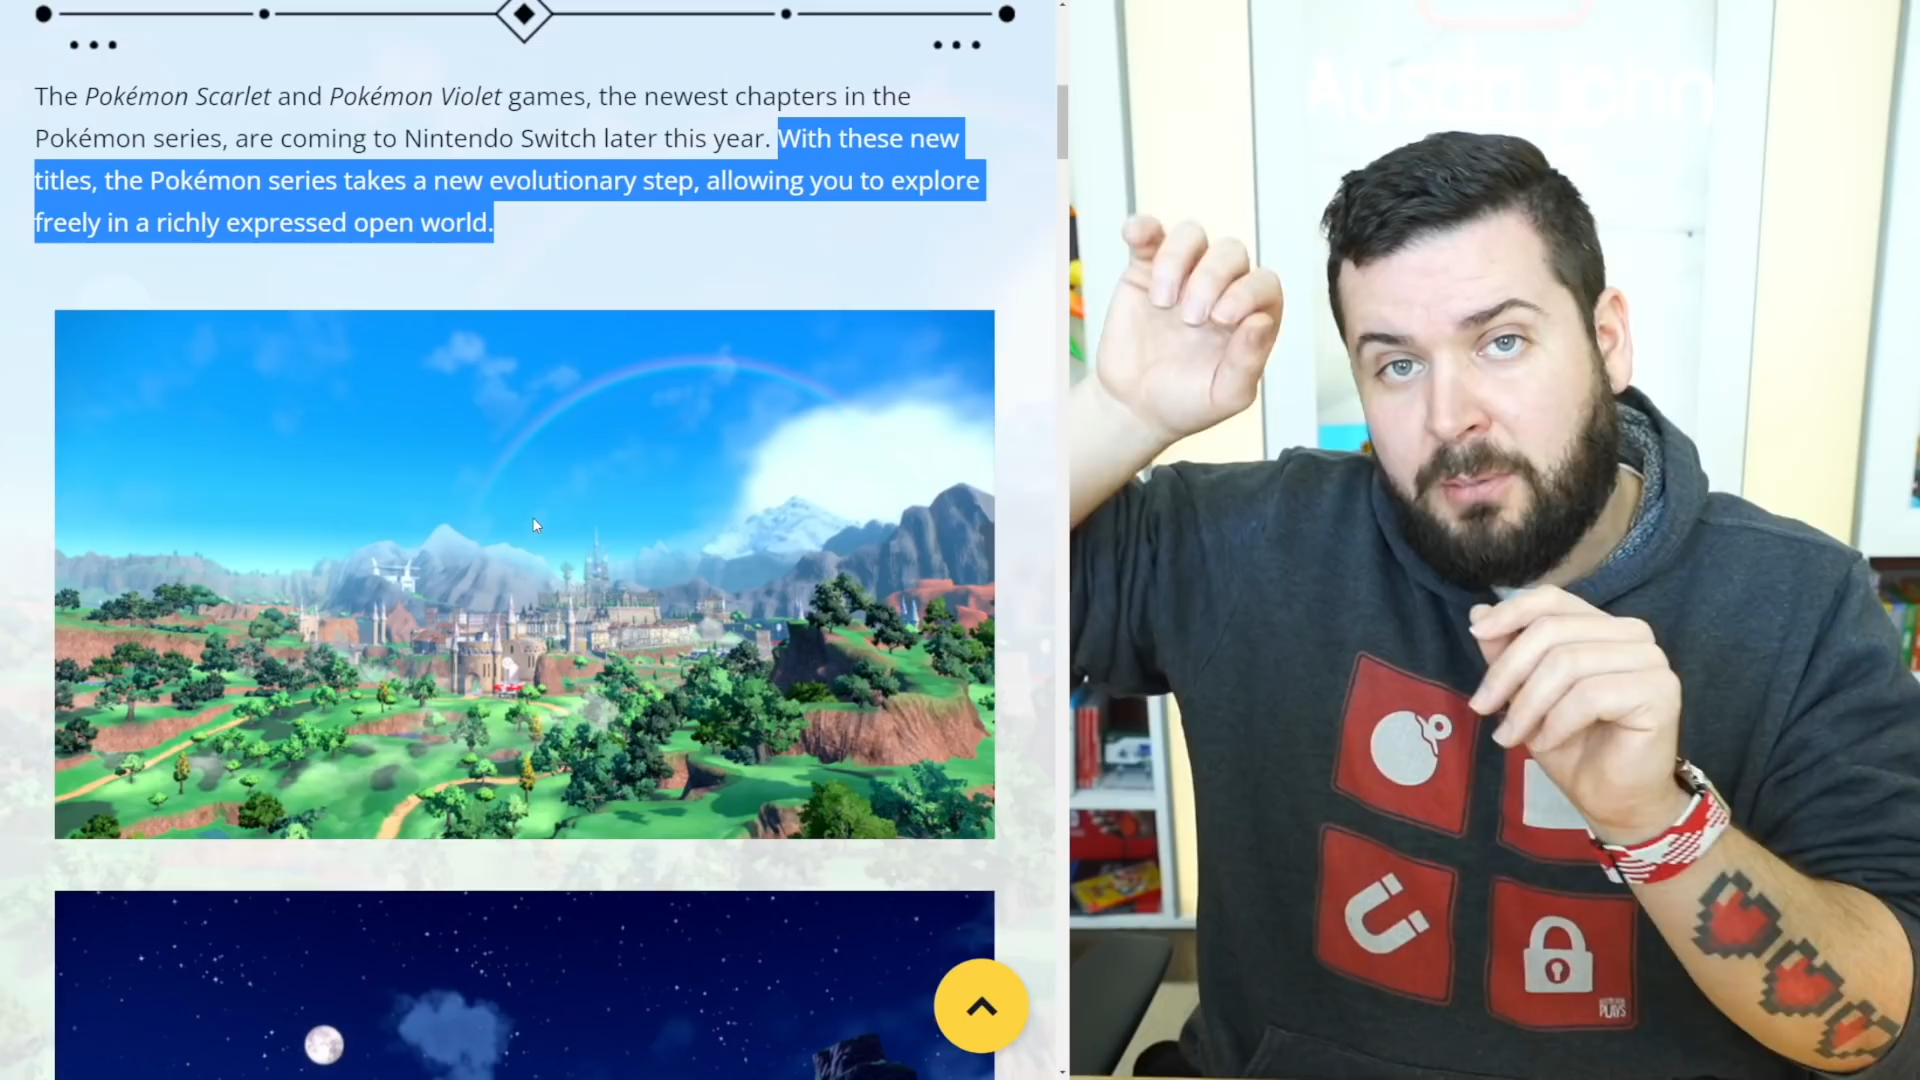 The Pokémon Scarlet and Pokémon Violet games, the newest chapters in the
Pokémon series, are coming to Nintendo Switch later this year. With these new
titles, the Pokémon series takes a new evolutionary step, allowing you to explore
freely in a richly expressed open world.
PLAYS